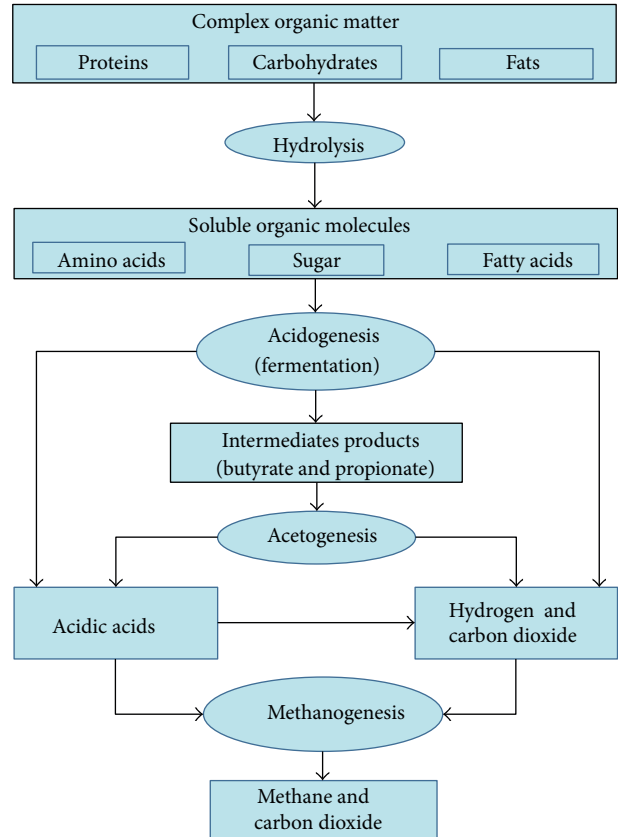 Complex organic matter
Proteins
Carbohydrates
Fats
Hydrolysis
Soluble organic molecules
Amino acids
Sugar
Fatty acids
Acidogenesis
(fermentation)
Intermediates products
(butyrate and propionate)
Acetogenesis
Acidic acids
Hydrogen and
carbon dioxide
Methanogenesis
Methane and
carbon dioxide